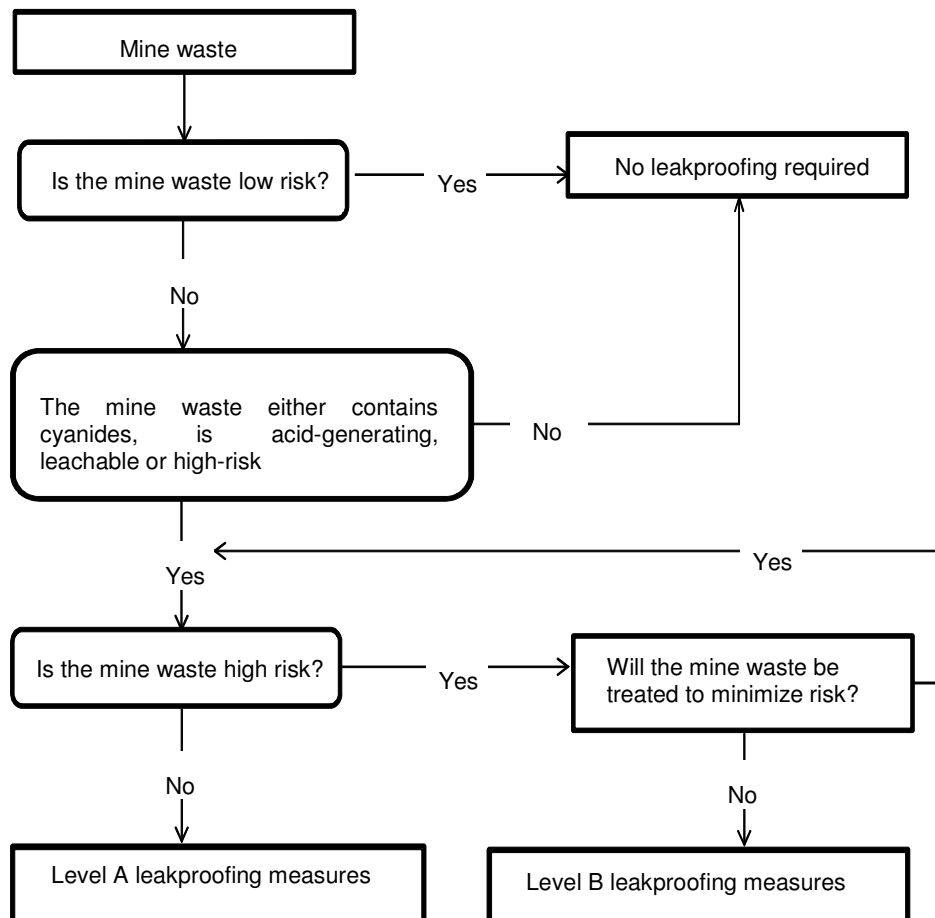 Mine waste
Is the mine waste low risk?
Yes
No leakproofing required
No
The mine waste either contains
cyanides, is acid-generating,
leachable or high-risk
No
Yes
Yes
Is the mine waste high risk?
Yes
Will the mine waste be
treated to minimize risk?
No
No
Level A leakproofing measures
Level B leakproofing measures